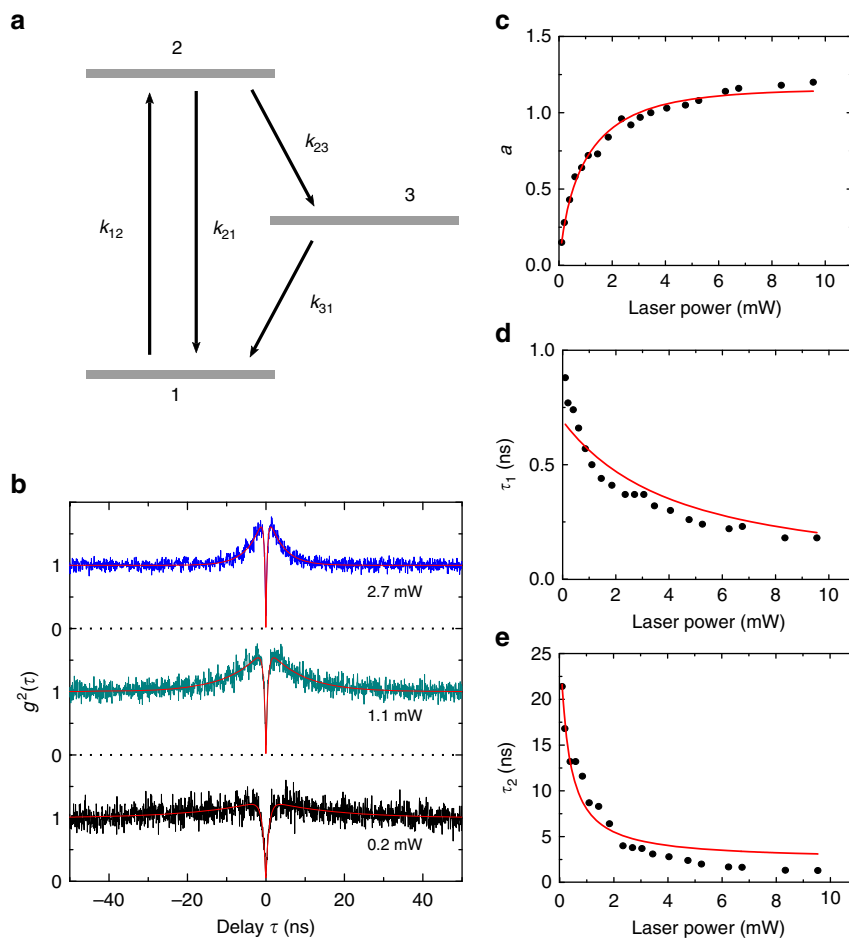 a
2
k23
3
k12
k21
k31
1
b
1
2.7 mW
0
1
1.1 mW
0
1
0.2 mW
0
g2(τ)
−40
−20
0
20
40
Delay τ (ns)
c
1.5
1.0
0.5
0.0
a
0
2
4
6
8
10
Laser power (mW)
d
1.0
0.5
0.0
τ1 (ns)
0
2
4
6
8
10
Laser power (mW)
e
25
20
15
10
5
0
τ2 (ns)
0
2
4
6
8
10
Laser power (mW)